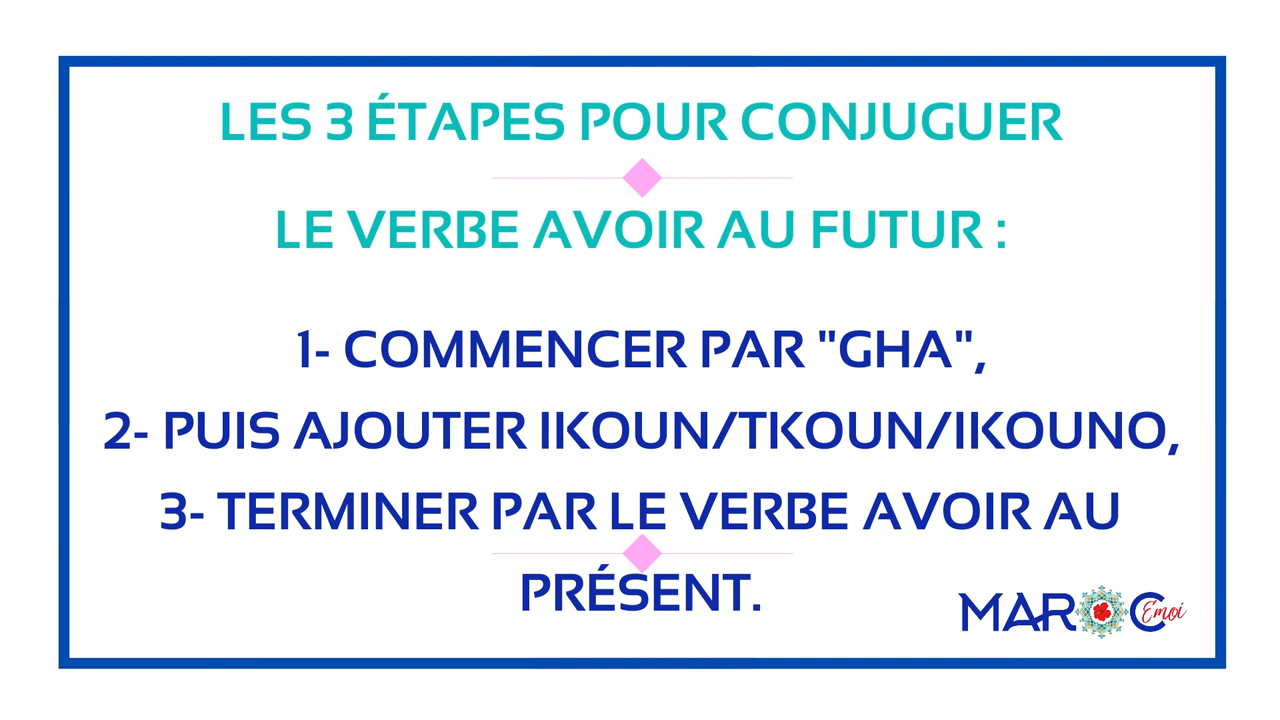 LES 3 ÉTAPES POUR CONJUGUER
LE VERBE AVOIR AU FUTUR :
1- COMMENCER PAR "GHA",
2- PUIS AJOUTER IKOUN/TKOUN/IKOUNO,
3- TERMINER PAR LE VERBE AVOIR AU
PRÉSENT.
MAROC Emoi